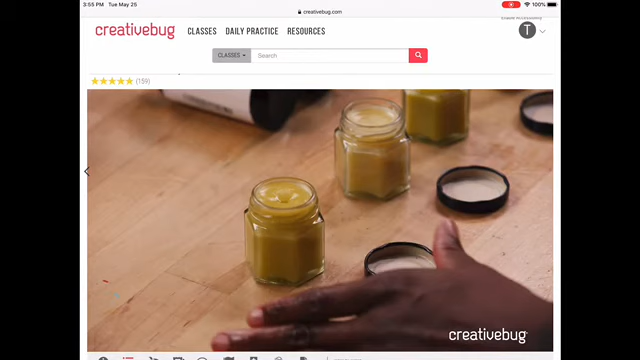 3:55 PM Tue May 25
creativebug.com
100%
creativebug CLASSES DAILY PRACTICE RESOURCES
T
CLASSES Search
(159)
creativebug